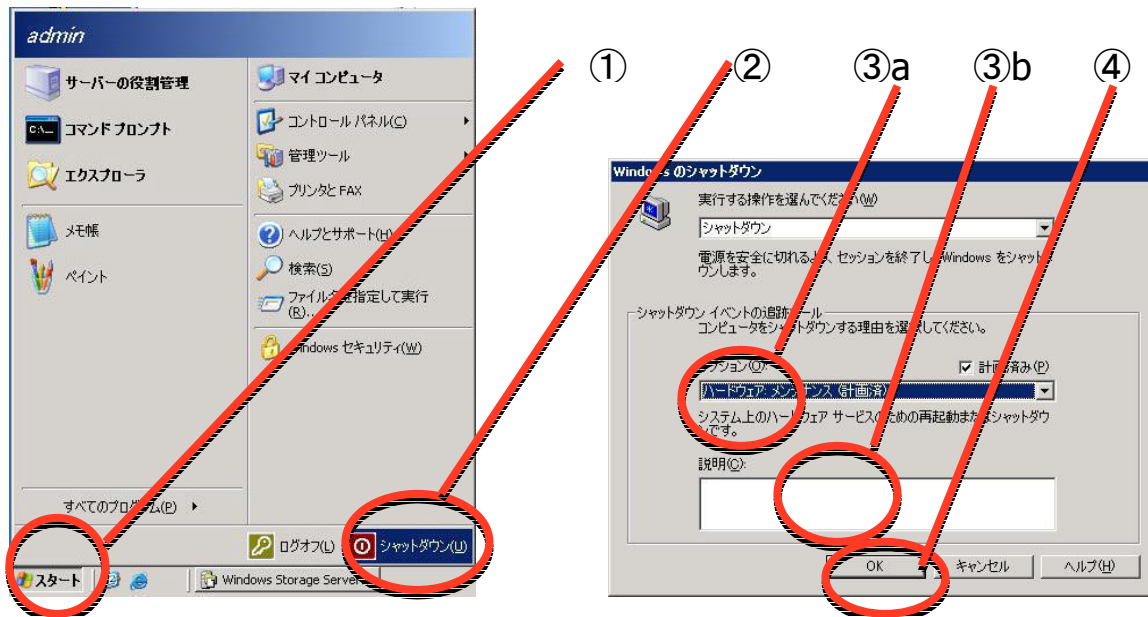 ① ② ③a ③b ④
admin
サーバーの役割管理
コマンド プロンプト
エクスプローラ
メモ帳
ペイント
すべてのプログラム(P)
マイ コンピュータ
コントロール パネル(C)
管理ツール
プリンタと FAX
ヘルプとサポート(H)
検索(S)
ファイル名を指定して実行
(R)...
Windows セキュリティ(W)
ログオフ(L) シャットダウン(U)
スタート
Windows Storage Server
Windows のシャットダウン
実行する操作を選んでください(W)
シャットダウン
電源を安全に切れるよう、セッションを終了し、Windows をシャットダ
ウンします。
シャットダウン イベントの追跡ツール
コンピュータをシャットダウンする理由を選択してください。
オプション(O): 計画済み(P)
ハードウェア: メンテナンス (計画済)
システム上のハードウェア サービスのための再起動またはシャットダウ
ンです。
説明(C):
OK キャンセル ヘルプ(H)